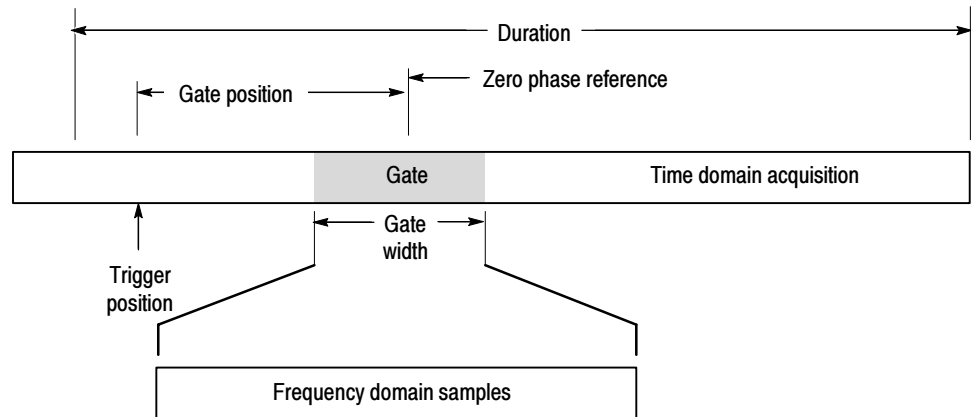 Duration
Zero phase reference
Gate position
Gate
Time domain acquisition
Gate
width
Trigger
position
Frequency domain samples